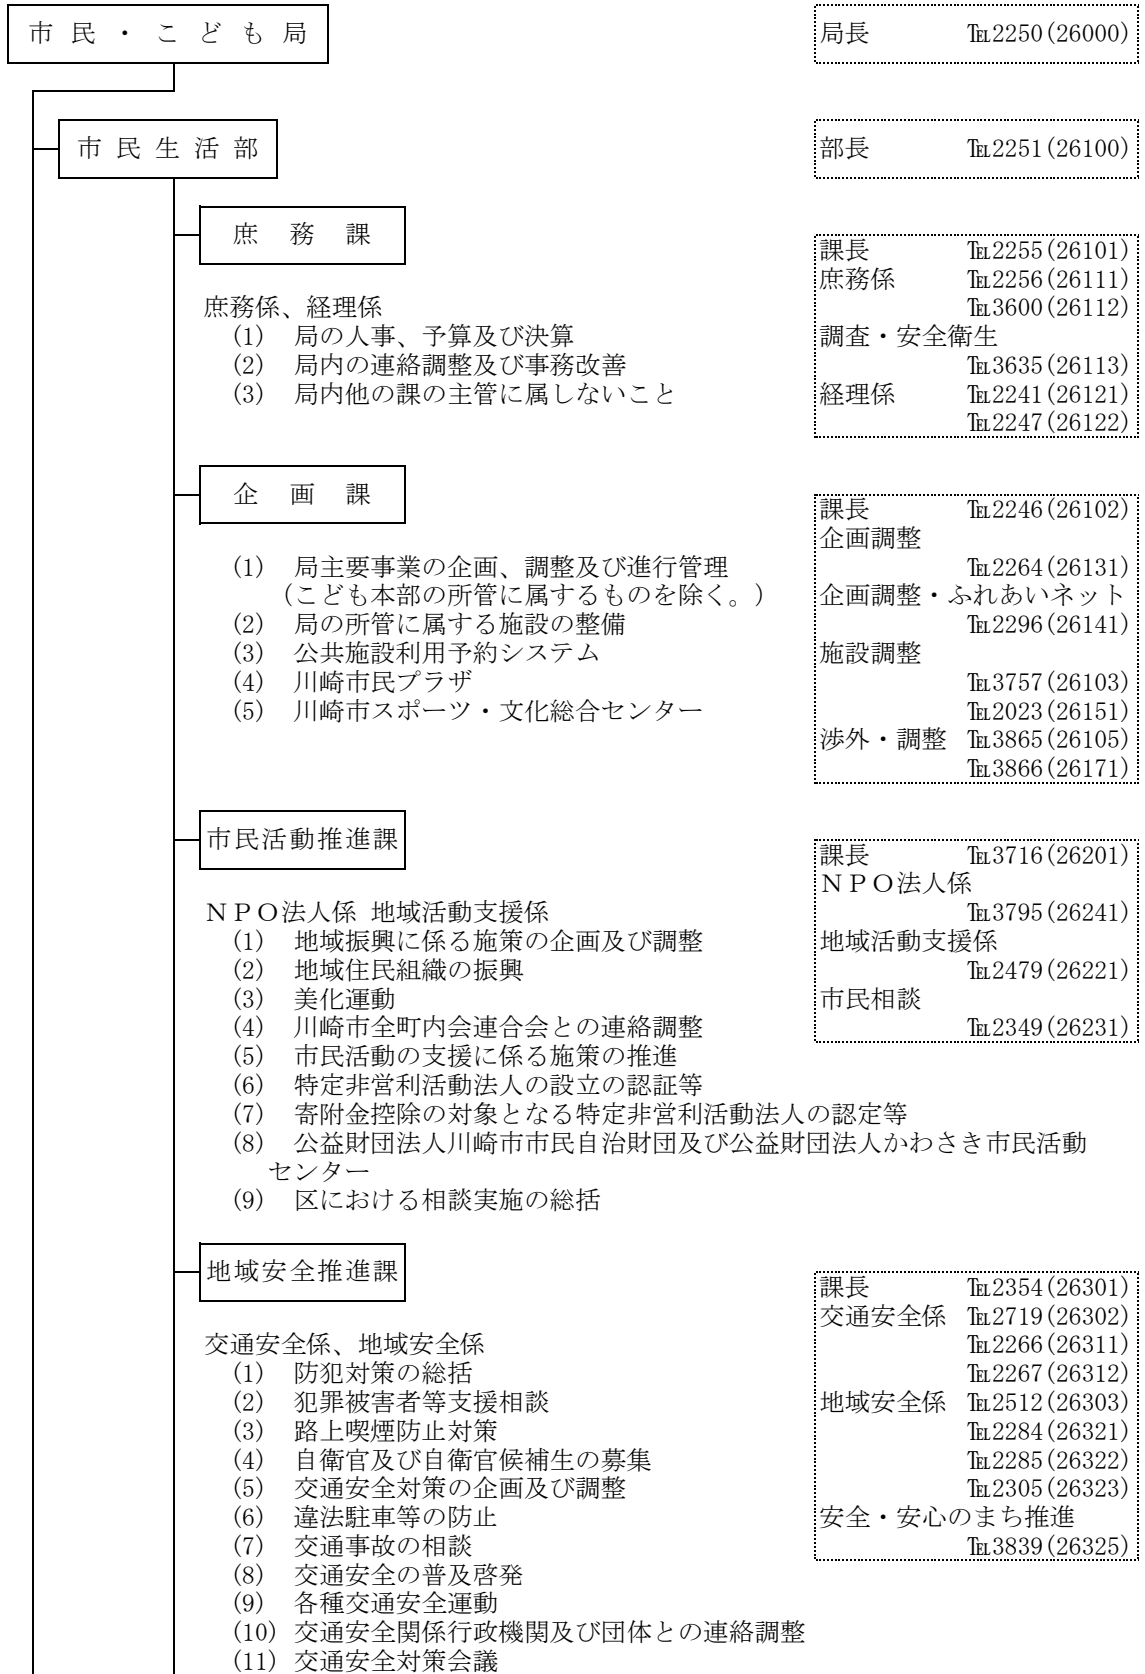 市民・こども局
局長 ℡2250(26000)
市民生活部
部長 ℡2251(26100)
庶務課
課長 ℡2255(26101)
庶務係 ℡2256(26111)
℡3600(26112)
調査・安全衛生
℡3635(26113)
経理係 ℡2241(26121)
℡2247(26122)
庶務係、経理係
(1) 局の人事、予算及び決算
(2) 局内の連絡調整及び事務改善
(3) 局内他の課の主管に属しないこと
企画課
課長 ℡2246(26102)
企画調整
℡2264(26131)
企画調整・ふれあいネット
℡2296(26141)
施設調整
℡3757(26103)
℡2023(26151)
渉外・調整 ℡3865(26105)
℡3866(26171)
(1) 局主要事業の企画、調整及び進行管理
(こども本部の所管に属するものを除く。)
(2) 局の所管に属する施設の整備
(3) 公共施設利用予約システム
(4) 川崎市民プラザ
(5) 川崎市スポーツ・文化総合センター
市民活動推進課
課長 ℡3716(26201)
NPO法人係
℡3795(26241)
地域活動支援係
℡2479(26221)
市民相談
℡2349(26231)
NPO法人係 地域活動支援係
(1) 地域振興に係る施策の企画及び調整
(2) 地域住民組織の振興
(3) 美化運動
(4) 川崎市全町内会連合会との連絡調整
(5) 市民活動の支援に係る施策の推進
(6) 特定非営利活動法人の設立の認証等
(7) 寄附金控除の対象となる特定非営利活動法人の認定等
(8) 公益財団法人川崎市市民自治財団及び公益財団法人かわさき市民活動
センター
(9) 区における相談実施の総括
地域安全推進課
課長 ℡2354(26301)
交通安全係 ℡2719(26302)
℡2266(26311)
℡2267(26312)
地域安全係 ℡2512(26303)
℡2284(26321)
℡2285(26322)
℡2305(26323)
安全・安心のまち推進
℡3839(26325)
交通安全係、地域安全係
(1) 防犯対策の総括
(2) 犯罪被害者等支援相談
(3) 路上喫煙防止対策
(4) 自衛官及び自衛官候補生の募集
(5) 交通安全対策の企画及び調整
(6) 違法駐車等の防止
(7) 交通事故の相談
(8) 交通安全の普及啓発
(9) 各種交通安全運動
(10) 交通安全関係行政機関及び団体との連絡調整
(11) 交通安全対策会議